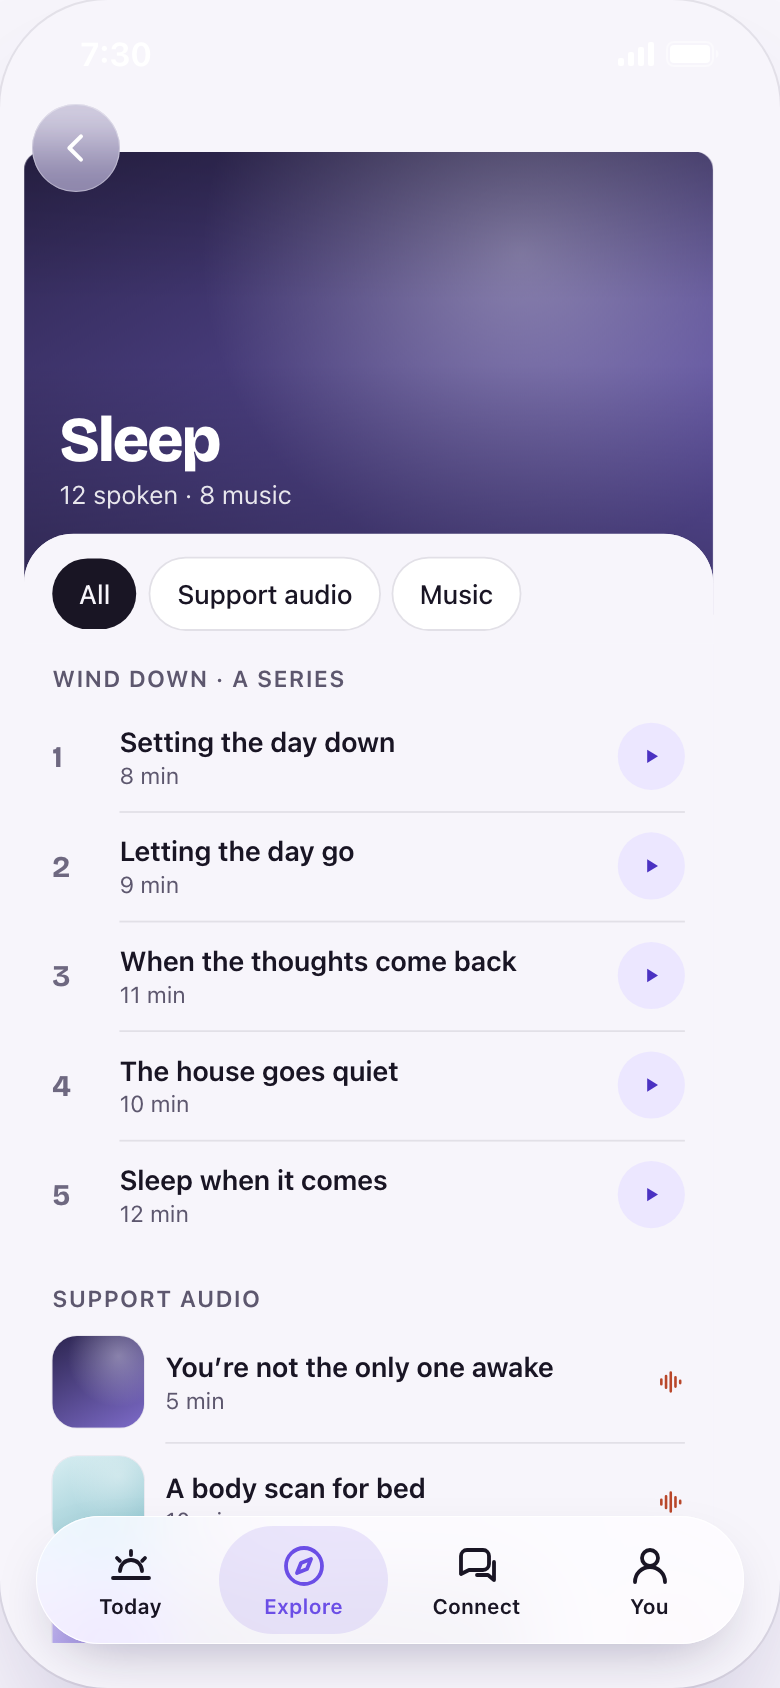 7:30
Sleep
12 spoken · 8 music
All
Support audio
Music
WIND DOWN · A SERIES
1
Setting the day down
8 min
2
Letting the day go
9 min
3
When the thoughts come back
11 min
4
The house goes quiet
10 min
5
Sleep when it comes
12 min
SUPPORT AUDIO
You’re not the only one awake
5 min
A body scan for bed
Today
Explore
Connect
You